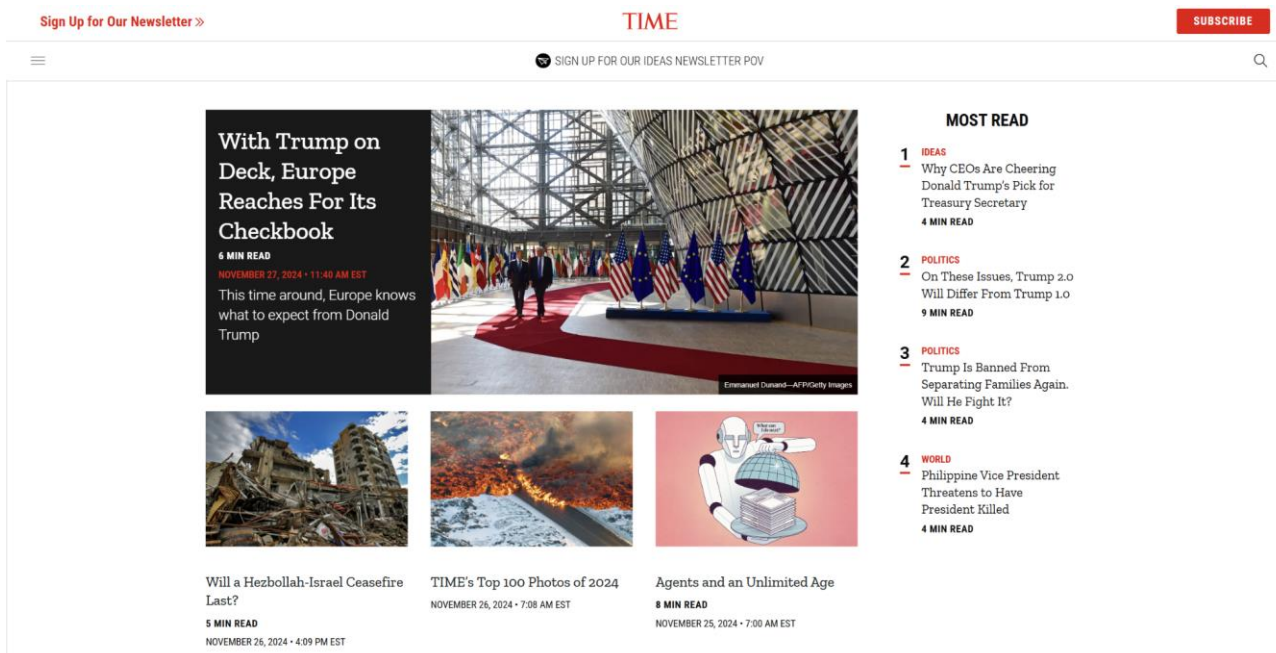 Sign Up for Our Newsletter »
TIME
SUBSCRIBE
SIGN UP FOR OUR IDEAS NEWSLETTER POV
With Trump on
Deck, Europe
Reaches For Its
Checkbook
6 MIN READ
NOVEMBER 27, 2024 • 11:40 AM EST
This time around, Europe knows
what to expect from Donald
Trump
Emmanuel Dunand—AFP/Getty Images
Will a Hezbollah-Israel Ceasefire
Last?
5 MIN READ
NOVEMBER 26, 2024 • 4:09 PM EST
TIME's Top 100 Photos of 2024
NOVEMBER 26, 2024 • 7:08 AM EST
Agents and an Unlimited Age
8 MIN READ
NOVEMBER 25, 2024 • 7:00 AM EST
MOST READ
1 IDEAS
Why CEOs Are Cheering
Donald Trump's Pick for
Treasury Secretary
4 MIN READ
2 POLITICS
On These Issues, Trump 2.0
Will Differ From Trump 1.0
9 MIN READ
3 POLITICS
Trump Is Banned From
Separating Families Again.
Will He Fight It?
4 MIN READ
4 WORLD
Philippine Vice President
Threatens to Have
President Killed
4 MIN READ